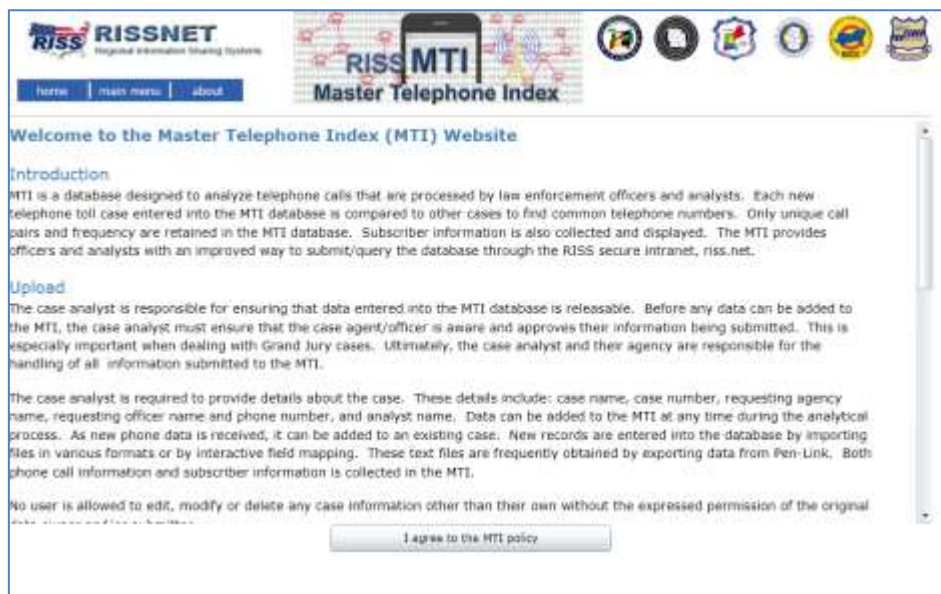 RISS RISSNET
Regional Information Sharing Systems
RISS MTI
Master Telephone Index
home | main menu | about
Welcome to the Master Telephone Index (MTI) Website
Introduction
MTI is a database designed to analyze telephone calls that are processed by law enforcement officers and analysts. Each new
telephone toll case entered into the MTI database is compared to other cases to find common telephone numbers. Only unique call
pairs and frequency are retained in the MTI database. Subscriber information is also collected and displayed. The MTI provides
officers and analysts with an improved way to submit/query the database through the RISS secure intranet, riss.net.
Upload
The case analyst is responsible for ensuring that data entered into the MTI database is releasable. Before any data can be added to
the MTI, the case analyst must ensure that the case agent/officer is aware and approves their information being submitted. This is
especially important when dealing with Grand Jury cases. Ultimately, the case analyst and their agency are responsible for the
handling of all information submitted to the MTI.
The case analyst is required to provide details about the case. These details include: case name, case number, requesting agency
name, requesting officer name and phone number, and analyst name. Data can be added to the MTI at any time during the analytical
process. As new phone data is received, it can be added to an existing case. New records are entered into the database by importing
files in various formats or by interactive field mapping. These text files are frequently obtained by exporting data from Pen-Link. Both
phone call information and subscriber information is collected in the MTI.
No user is allowed to edit, modify or delete any case information other than their own without the expressed permission of the original
I agree to the MTI policy